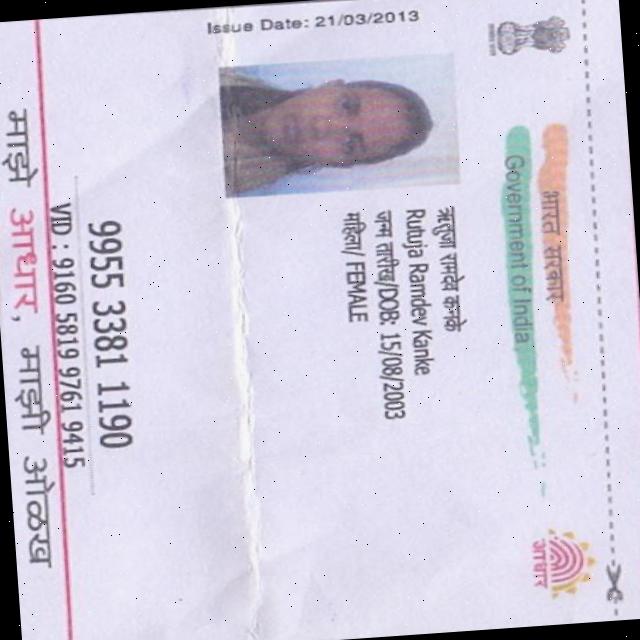 भारत सरकार
Government of India
Issue Date: 21/03/2013
ऋतुजा रामदेव
Rutuja Ramdev Kanke
जन्म तारीख/DOB: 15/08/2003
महिला/ FEMALE
9955 3381 1190
VID : 9160 5819 9761 9415
माझे आधार, माझी ओळख
आधार